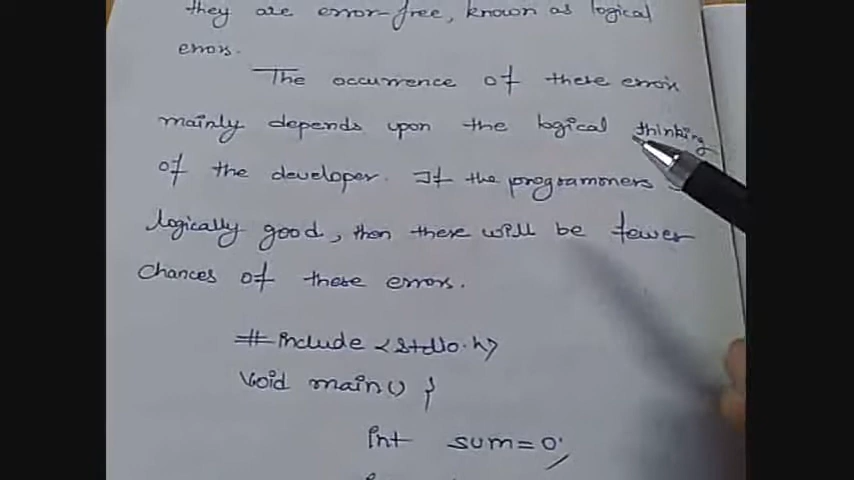 they are error-free, known as logical
errors.
The occurrence of these errors
mainly depends upon the logical thinking
of the developer. If the programmers
logically good, then there will be fewer
chances of these errors.
#include <stdio.h>
void main() {
int sum=0;